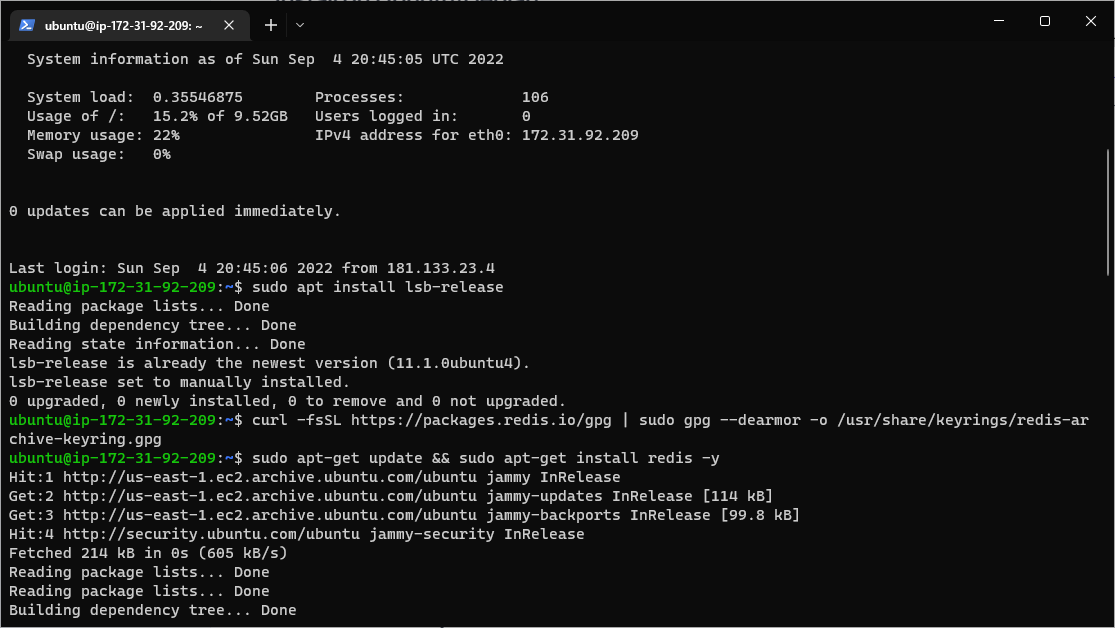 ubuntu@ip-172-31-92-209: ~
System information as of Sun Sep  4 20:45:05 UTC 2022
System load:  0.35546875        Processes:             106
Usage of /:   15.2% of 9.52GB   Users logged in:       0
Memory usage: 22%               IPv4 address for eth0: 172.31.92.209
Swap usage:   0%
0 updates can be applied immediately.
Last login: Sun Sep  4 20:45:06 2022 from 181.133.23.4
ubuntu@ip-172-31-92-209:~$ sudo apt install lsb-release
Reading package lists... Done
Building dependency tree... Done
Reading state information... Done
lsb-release is already the newest version (11.1.0ubuntu4).
lsb-release set to manually installed.
0 upgraded, 0 newly installed, 0 to remove and 0 not upgraded.
ubuntu@ip-172-31-92-209:~$ curl -fsSL https://packages.redis.io/gpg | sudo gpg --dearmor -o /usr/share/keyrings/redis-ar
chive-keyring.gpg
ubuntu@ip-172-31-92-209:~$ sudo apt-get update && sudo apt-get install redis -y
Hit:1 http://us-east-1.ec2.archive.ubuntu.com/ubuntu jammy InRelease
Get:2 http://us-east-1.ec2.archive.ubuntu.com/ubuntu jammy-updates InRelease [114 kB]
Get:3 http://us-east-1.ec2.archive.ubuntu.com/ubuntu jammy-backports InRelease [99.8 kB]
Hit:4 http://security.ubuntu.com/ubuntu jammy-security InRelease
Fetched 214 kB in 0s (605 kB/s)
Reading package lists... Done
Reading package lists... Done
Building dependency tree... Done